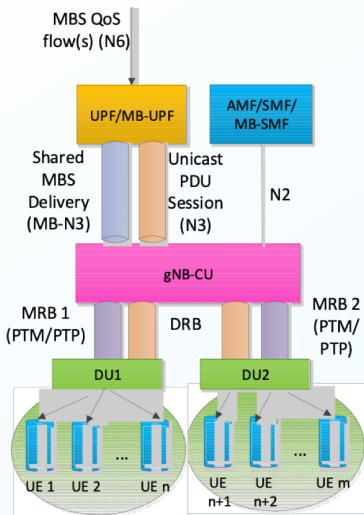 MBS QoS
flow(s) (N6)
UPF/MB-UPF
AMF/SMF/
MB-SMF
Shared
MBS
Delivery
(MB-N3)
Unicast
PDU
Session
(N3)
N2
gNB-CU
MRB 1
(PTM/PTP)
DRB
MRB 2
(PTM/
PTP)
DU1
DU2
UE 1
UE 2
...
UE n
UE
n+1
UE
n+2
...
UE m